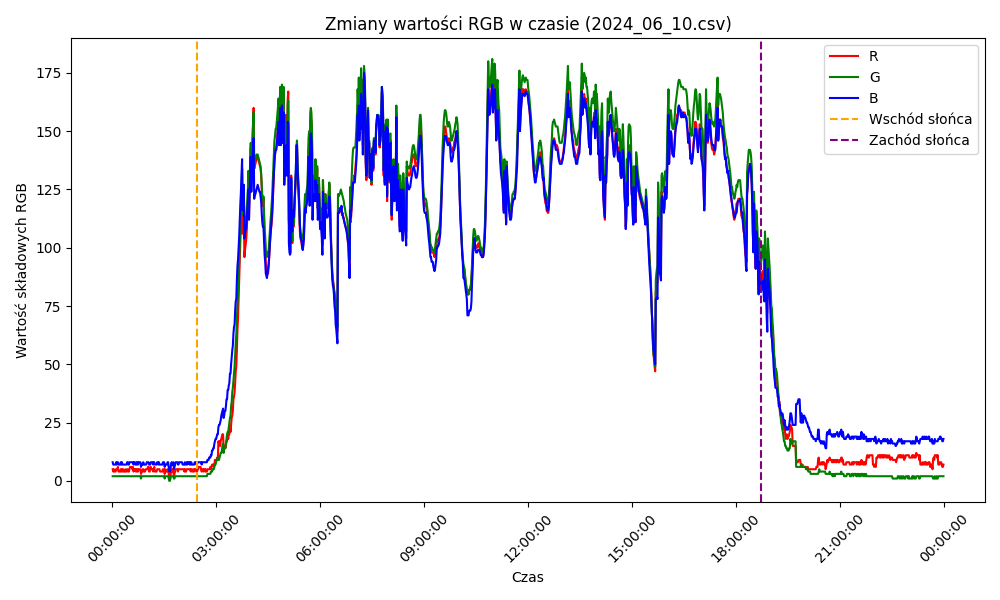 Zmiany wartości RGB w czasie (2024_06_10.csv)
R
G
B
Wschód słońca
Zachód słońca
Wartość składowych RGB
175
150
125
100
75
50
25
0
00:00:00
03:00:00
06:00:00
09:00:00
12:00:00
15:00:00
18:00:00
21:00:00
00:00:00
Czas